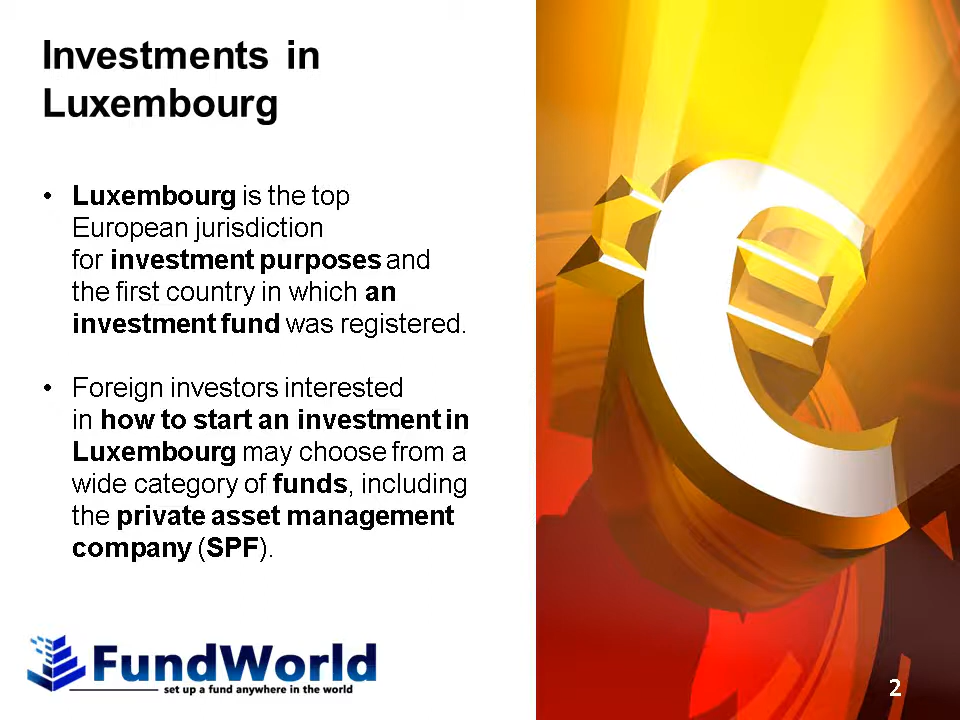 Investments in
Luxembourg
• Luxembourg is the top
European jurisdiction
for investment purposes and
the first country in which an
investment fund was registered.
• Foreign investors interested
in how to start an investment in
Luxembourg may choose from a
wide category of funds, including
the private asset management
company (SPF).
FundWorld
set up a fund anywhere in the world
2